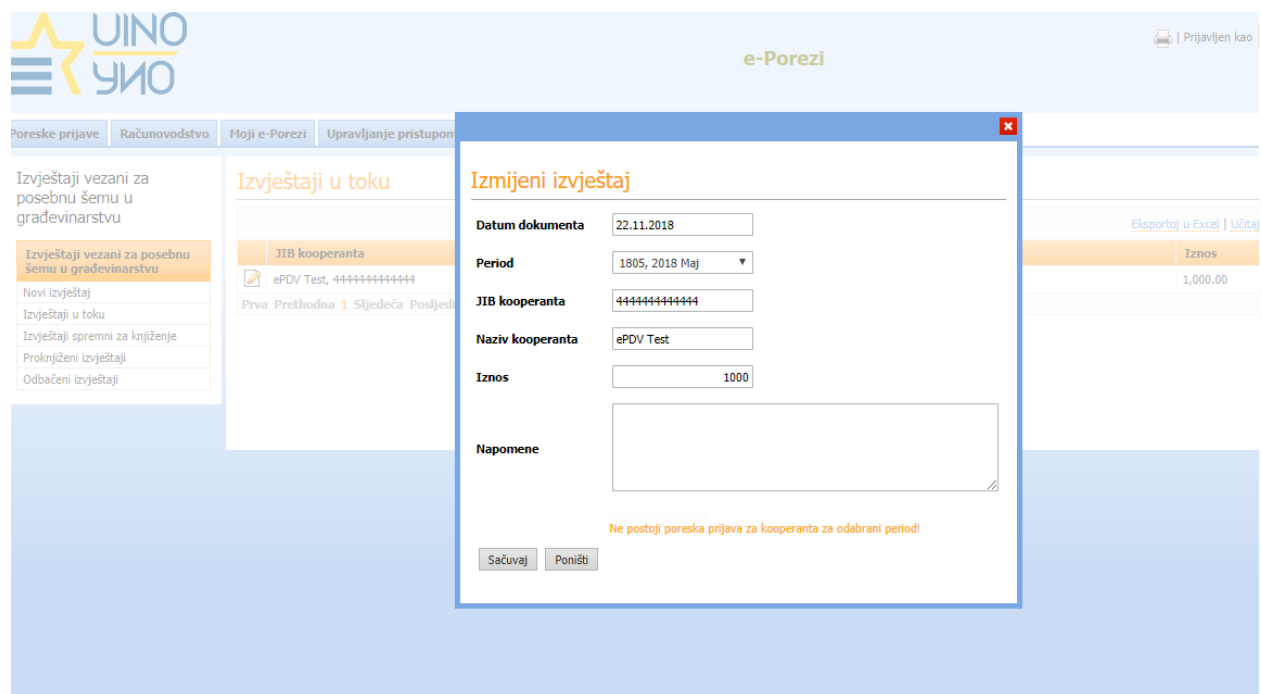 UINO
УИО
e-Porezi
| Prijavljen kao
Poreske prijave
Računovodstvo
Moji e-Porezi
Upravljanje pristupom
Izvještaji vezani za
posebnu šemu u
građevinarstvu
Izvještaji vezani za posebnu
šemu u građevinarstvu
Novi izvještaj
Izvještaji u toku
Izvještaji spremni za knjiženje
Proknjiženi izvještaji
Odbačeni izvještaji
Izvještaji u toku
Eksportuj u Excel | Učitaj
JIB kooperanta
Iznos
ePDV Test, 4444444444444
1,000.00
Prva Prethodna 1 Sljedeća
Izmijeni izvještaj
Datum dokumenta
22.11.2018
Period
1805, 2018 Maj
JIB kooperanta
4444444444444
Naziv kooperanta
ePDV Test
Iznos
1000
Napomene
Ne postoji poreska prijava za kooperanta za odabrani period!
Sačuvaj
Poništi